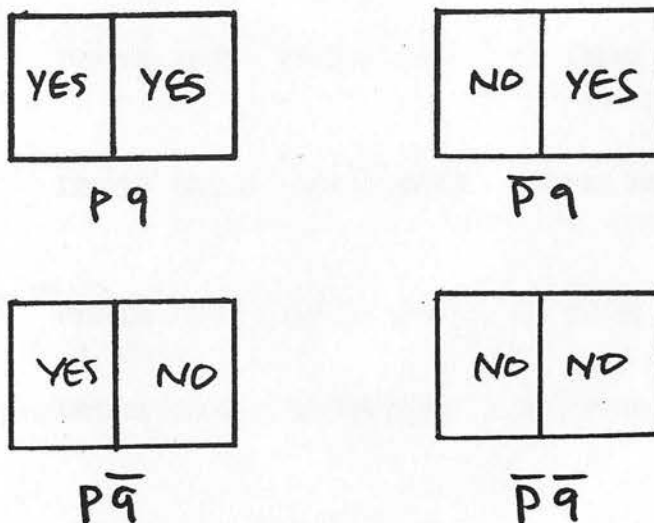 YES YES NO YES
p q p̅ q
YES NO NO NO
p q̅ p̅ q̅